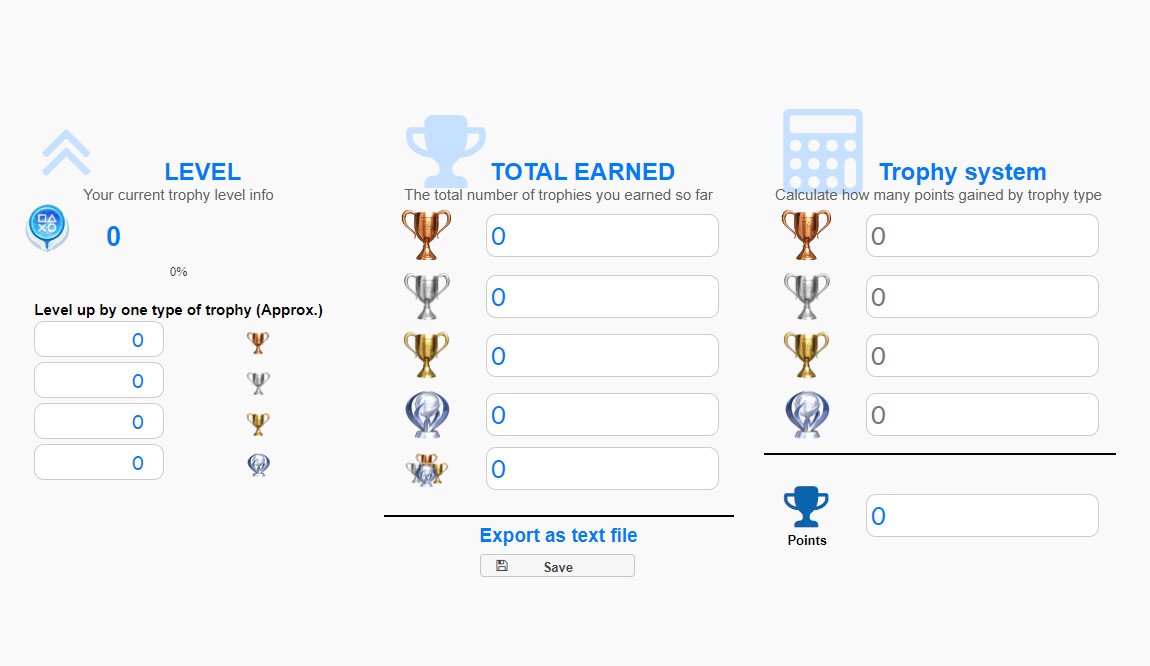 LEVEL
Your current trophy level info
0
0%
Level up by one type of trophy (Approx.)
0
0
0
0
TOTAL EARNED
The total number of trophies you earned so far
0
0
0
0
0
Export as text file
Save
Trophy system
Calculate how many points gained by trophy type
0
0
0
0
Points
0